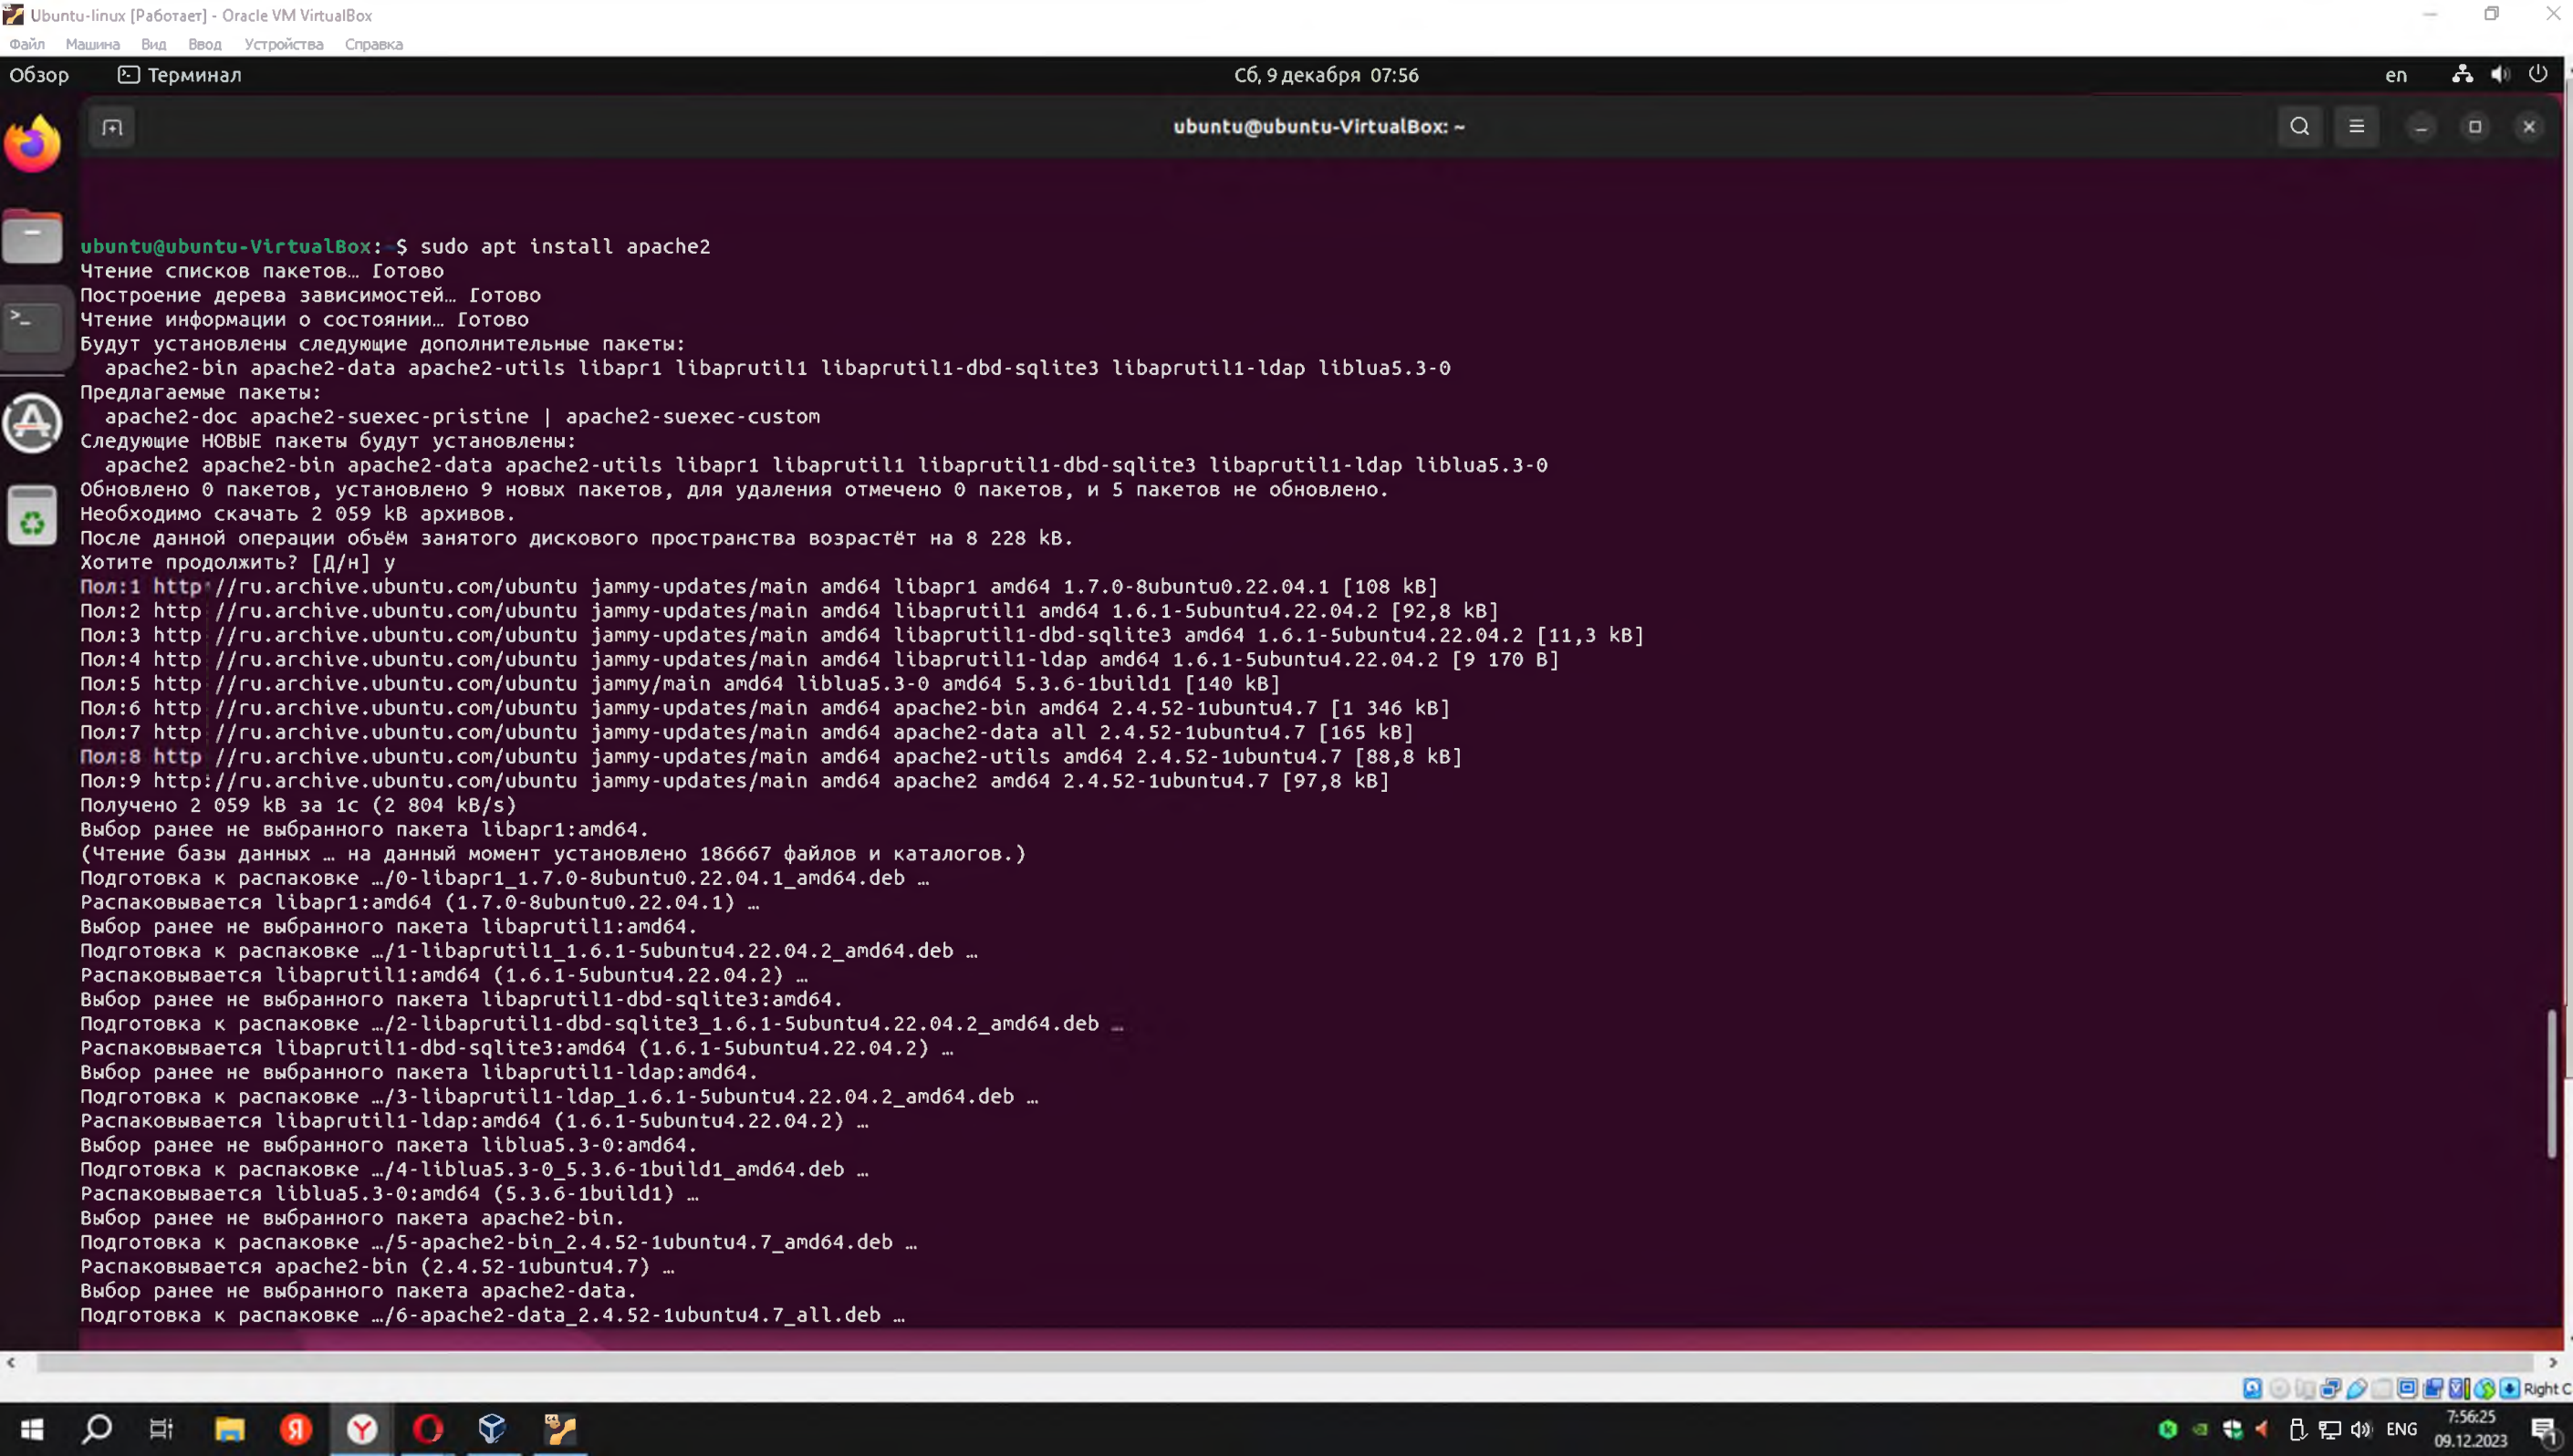 Ubuntu-linux [Работает] - Oracle VM VirtualBox
Файл Машина Вид Ввод Устройства Справка
Обзор Терминал Сб, 9 декабря 07:56 en
ubuntu@ubuntu-VirtualBox: ~
ubuntu@ubuntu-VirtualBox:~$ sudo apt install apache2
Чтение списков пакетов… Готово
Построение дерева зависимостей… Готово
Чтение информации о состоянии… Готово
Будут установлены следующие дополнительные пакеты:
apache2-bin apache2-data apache2-utils libapr1 libaprutil1 libaprutil1-dbd-sqlite3 libaprutil1-ldap liblua5.3-0
Предлагаемые пакеты:
apache2-doc apache2-suexec-pristine | apache2-suexec-custom
Следующие НОВЫЕ пакеты будут установлены:
apache2 apache2-bin apache2-data apache2-utils libapr1 libaprutil1 libaprutil1-dbd-sqlite3 libaprutil1-ldap liblua5.3-0
Обновлено 0 пакетов, установлено 9 новых пакетов, для удаления отмечено 0 пакетов, и 5 пакетов не обновлено.
Необходимо скачать 2 059 kB архивов.
После данной операции объём занятого дискового пространства возрастёт на 8 228 kB.
Хотите продолжить? [Д/н] y
Пол:1 http://ru.archive.ubuntu.com/ubuntu jammy-updates/main amd64 libapr1 amd64 1.7.0-8ubuntu0.22.04.1 [108 kB]
Пол:2 http://ru.archive.ubuntu.com/ubuntu jammy-updates/main amd64 libaprutil1 amd64 1.6.1-5ubuntu4.22.04.2 [92,8 kB]
Пол:3 http://ru.archive.ubuntu.com/ubuntu jammy-updates/main amd64 libaprutil1-dbd-sqlite3 amd64 1.6.1-5ubuntu4.22.04.2 [11,3 kB]
Пол:4 http://ru.archive.ubuntu.com/ubuntu jammy-updates/main amd64 libaprutil1-ldap amd64 1.6.1-5ubuntu4.22.04.2 [9 170 B]
Пол:5 http://ru.archive.ubuntu.com/ubuntu jammy/main amd64 liblua5.3-0 amd64 5.3.6-1build1 [140 kB]
Пол:6 http://ru.archive.ubuntu.com/ubuntu jammy-updates/main amd64 apache2-bin amd64 2.4.52-1ubuntu4.7 [1 346 kB]
Пол:7 http://ru.archive.ubuntu.com/ubuntu jammy-updates/main amd64 apache2-data all 2.4.52-1ubuntu4.7 [165 kB]
Пол:8 http://ru.archive.ubuntu.com/ubuntu jammy-updates/main amd64 apache2-utils amd64 2.4.52-1ubuntu4.7 [88,8 kB]
Пол:9 http://ru.archive.ubuntu.com/ubuntu jammy-updates/main amd64 apache2 amd64 2.4.52-1ubuntu4.7 [97,8 kB]
Получено 2 059 kB за 1с (2 804 kB/s)
Выбор ранее не выбранного пакета libapr1:amd64.
(Чтение базы данных … на данный момент установлено 186667 файлов и каталогов.)
Подготовка к распаковке …/0-libapr1_1.7.0-8ubuntu0.22.04.1_amd64.deb …
Распаковывается libapr1:amd64 (1.7.0-8ubuntu0.22.04.1) …
Выбор ранее не выбранного пакета libaprutil1:amd64.
Подготовка к распаковке …/1-libaprutil1_1.6.1-5ubuntu4.22.04.2_amd64.deb …
Распаковывается libaprutil1:amd64 (1.6.1-5ubuntu4.22.04.2) …
Выбор ранее не выбранного пакета libaprutil1-dbd-sqlite3:amd64.
Подготовка к распаковке …/2-libaprutil1-dbd-sqlite3_1.6.1-5ubuntu4.22.04.2_amd64.deb …
Распаковывается libaprutil1-dbd-sqlite3:amd64 (1.6.1-5ubuntu4.22.04.2) …
Выбор ранее не выбранного пакета libaprutil1-ldap:amd64.
Подготовка к распаковке …/3-libaprutil1-ldap_1.6.1-5ubuntu4.22.04.2_amd64.deb …
Распаковывается libaprutil1-ldap:amd64 (1.6.1-5ubuntu4.22.04.2) …
Выбор ранее не выбранного пакета liblua5.3-0:amd64.
Подготовка к распаковке …/4-liblua5.3-0_5.3.6-1build1_amd64.deb …
Распаковывается liblua5.3-0:amd64 (5.3.6-1build1) …
Выбор ранее не выбранного пакета apache2-bin.
Подготовка к распаковке …/5-apache2-bin_2.4.52-1ubuntu4.7_amd64.deb …
Распаковывается apache2-bin (2.4.52-1ubuntu4.7) …
Выбор ранее не выбранного пакета apache2-data.
Подготовка к распаковке …/6-apache2-data_2.4.52-1ubuntu4.7_all.deb …
Right C
ENG 7:56:25
09.12.2023